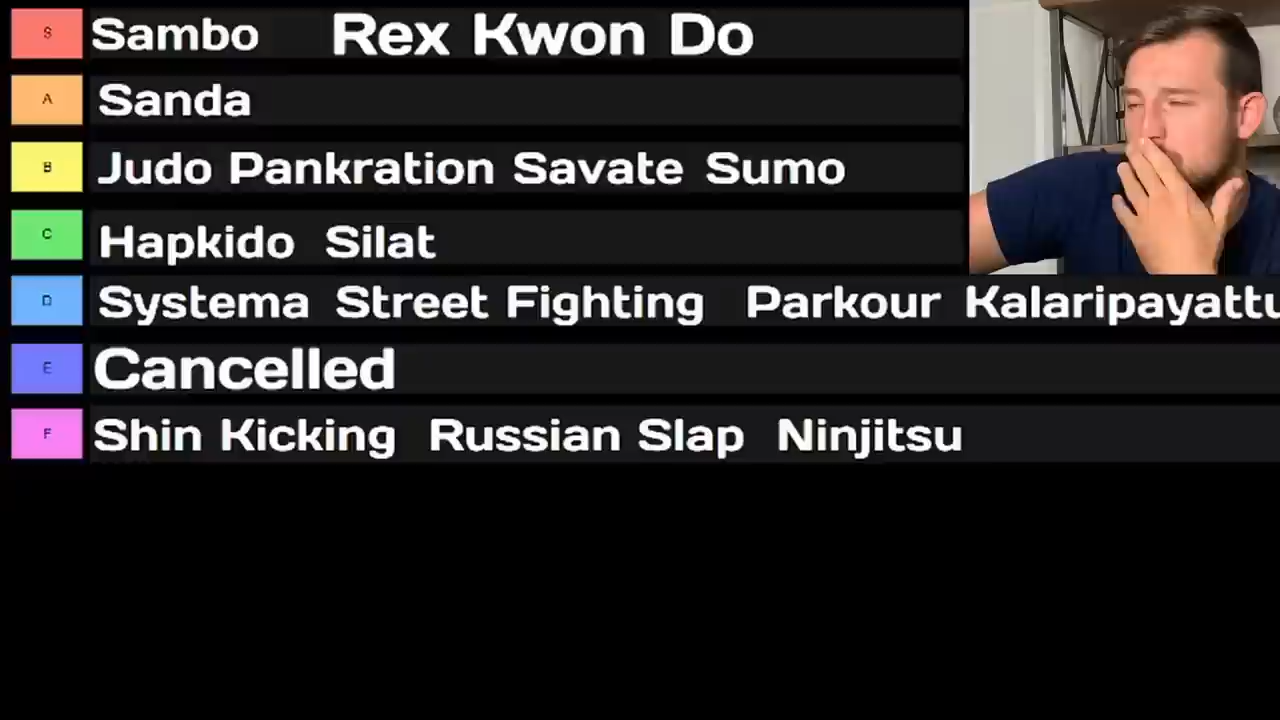 S Sambo Rex Kwon Do
A Sanda
B Judo Pankration Savate Sumo
C Hapkido Silat
D Systema Street Fighting Parkour Kalaripayattu
E Cancelled
F Shin Kicking Russian Slap Ninjitsu